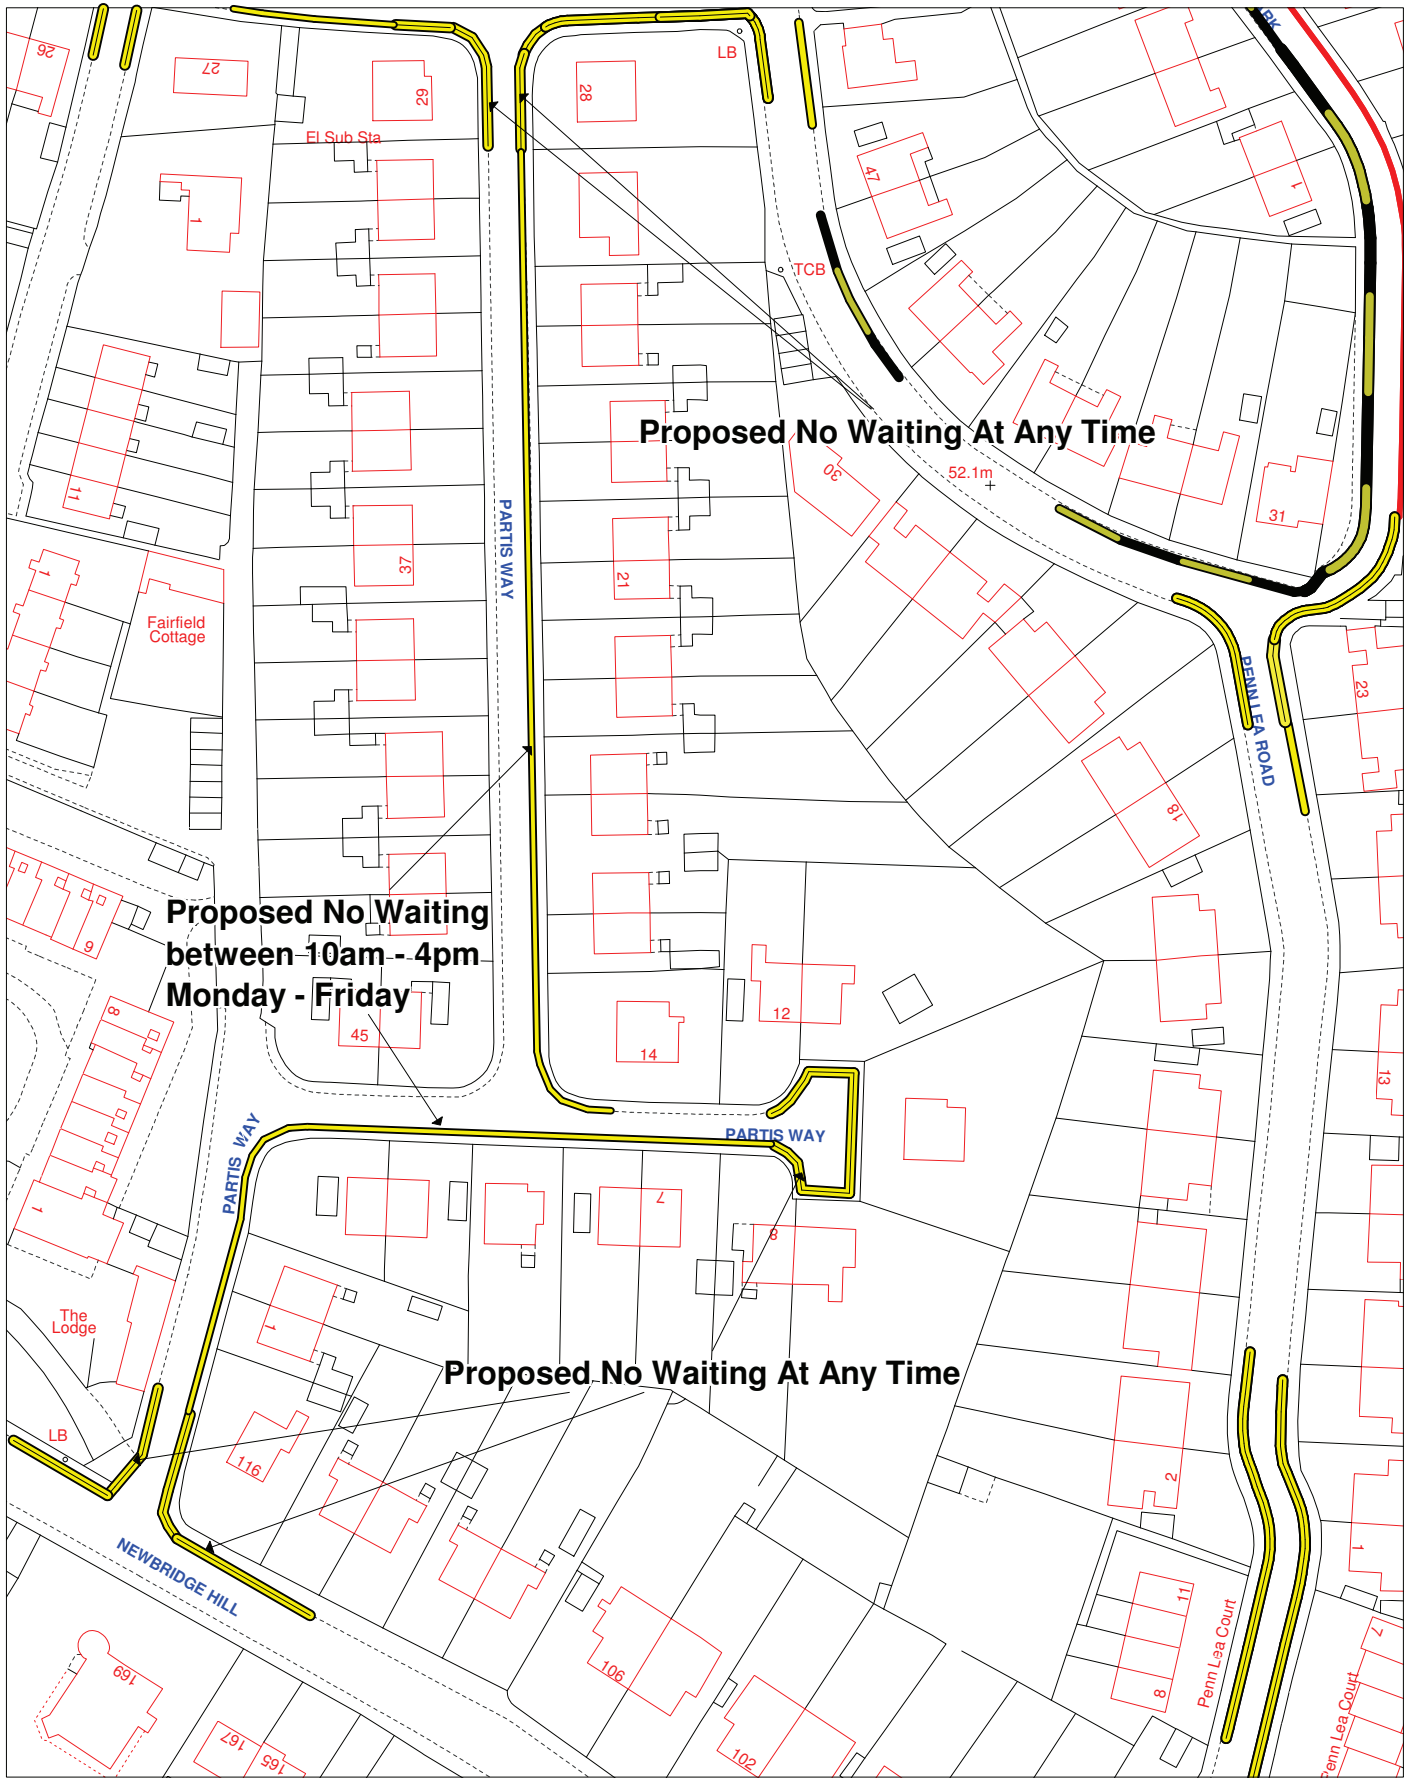 26
27
29
28
LB
RK
El Sub Sta
47
1
1
TCB
Proposed No Waiting At Any Time
30
52.1m
11
31
PARTIS WAY
37
21
1
Fairfield
Cottage
PENN LEA ROAD
23
18
9
Proposed No Waiting
between 10am - 4pm
Monday - Friday
8
45
14
12
13
PARTIS WAY
PARTIS WAY
1
7
8
The
Lodge
1
Proposed No Waiting At Any Time
LB
116
2
1
NEWBRIDGE HILL
11
8
Penn Lea Court
7
Penn Lea Court
169
106
167
165
102